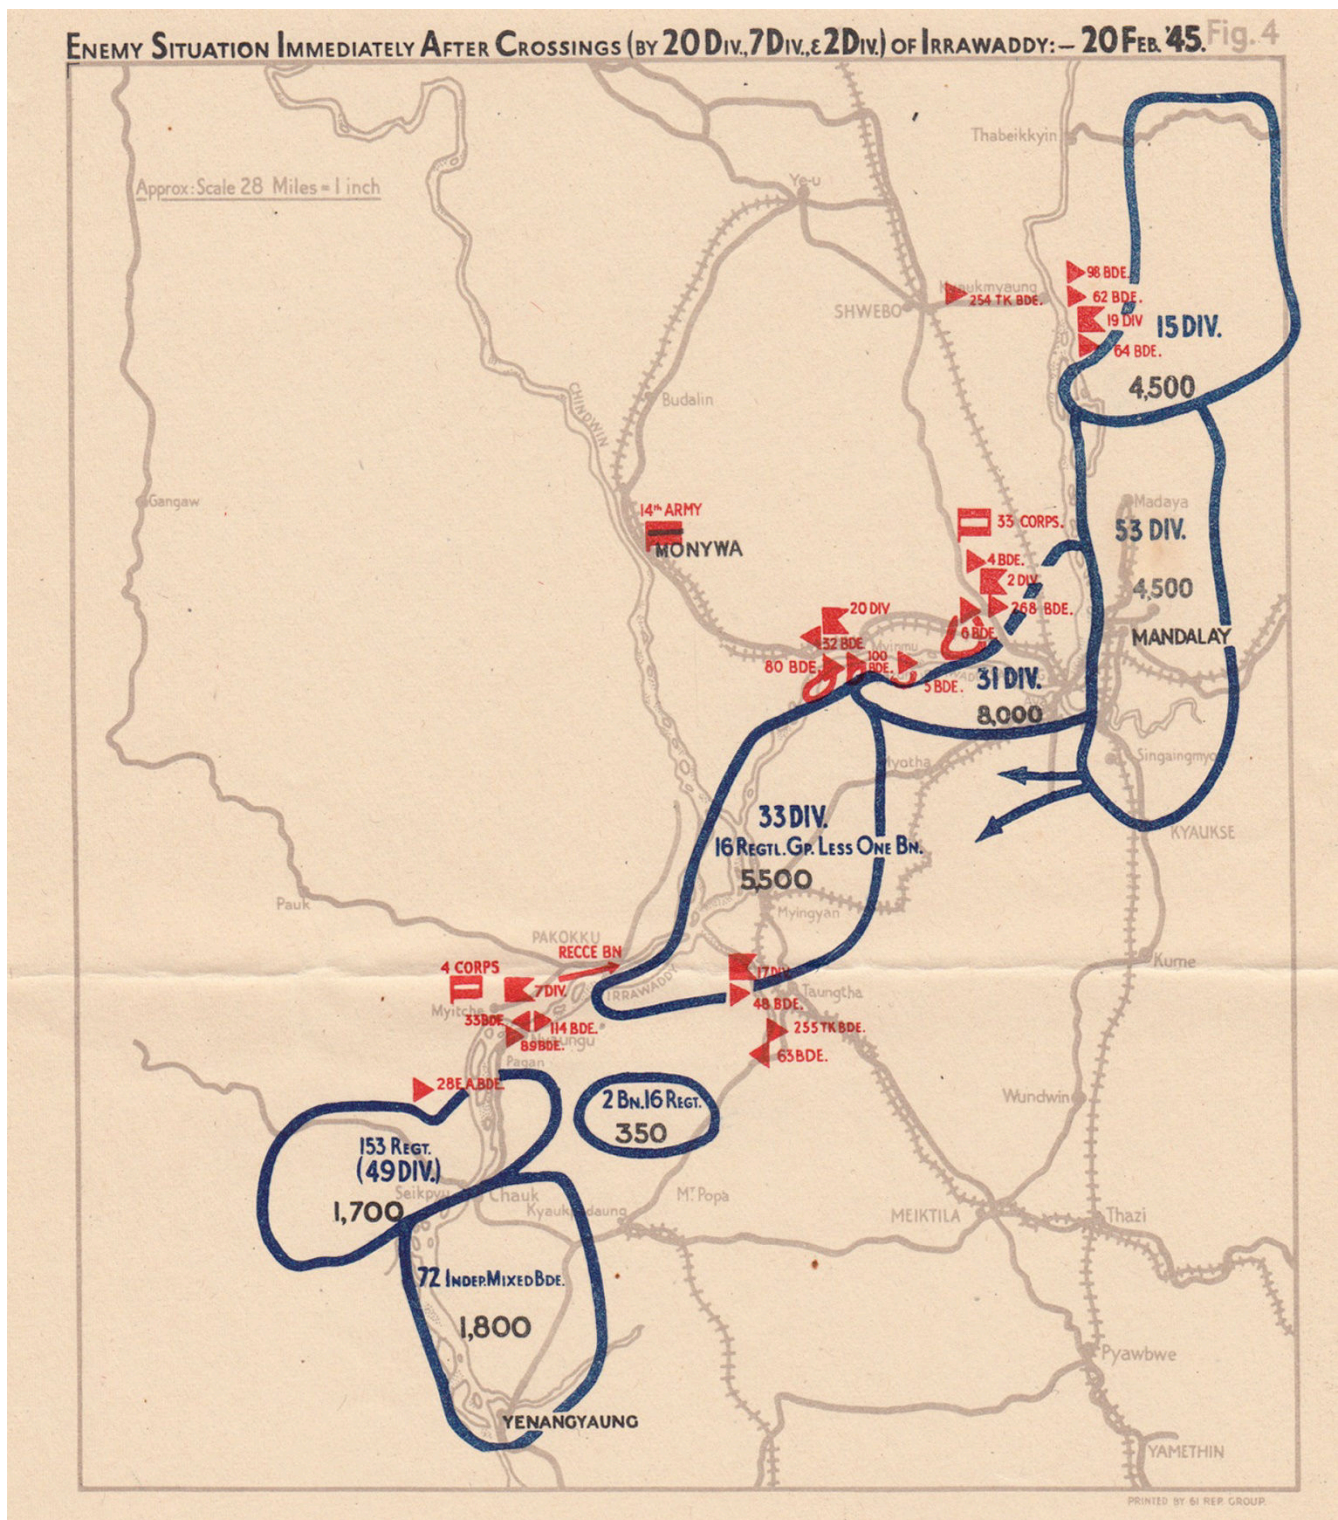 ENEMY SITUATION IMMEDIATELY AFTER CROSSINGS (BY 20 DIV., 7 DIV., & 2 DIV.) OF IRRAWADDY:- 20 FEB. '45. Fig. 4
Thabeikkyin
Approx: Scale 28 Miles = 1 inch
Ye-u
98 BDE.
Kyaukmyaung
62 BDE.
254 TK BDE.
SHWEBO
19 DIV
15 DIV.
64 BDE.
4,500
CHINDWIN
Budalin
Gangaw
Madaya
14th ARMY
33 CORPS.
53 DIV.
MONYWA
4 BDE.
2 DIV.
4,500
20 DIV
268 BDE.
6 BDE.
MANDALAY
32 BDE.
Myinmu
100
BDE.
80 BDE.
5 BDE.
31 DIV.
8,000
Singaingmyo
Myotha
33 DIV.
KYAUKSE
16 REGTL. GP. LESS ONE BN.
5,500
Pauk
Myingyan
PAKOKKU
RECCE BN
Kume
4 CORPS
17 DIV.
IRRAWADDY
7 DIV.
Taungtha
48 BDE.
Myitche
33 BDE.
114 BDE.
255 TK BDE.
Nyaungu
89 BDE.
63 BDE.
Pagan
28 E.A. BDE.
Wundwin
2 BN. 16 REGT.
350
153 REGT.
(49 DIV.)
Seikpyu
Chauk
Mt. Popa
1,700
Kyaukpadaung
MEIKTILA
Thazi
72 INDEP. MIXED BDE.
1,800
Pyawbwe
YENANGYAUNG
YAMETHIN
PRINTED BY 61 REP. GROUP.